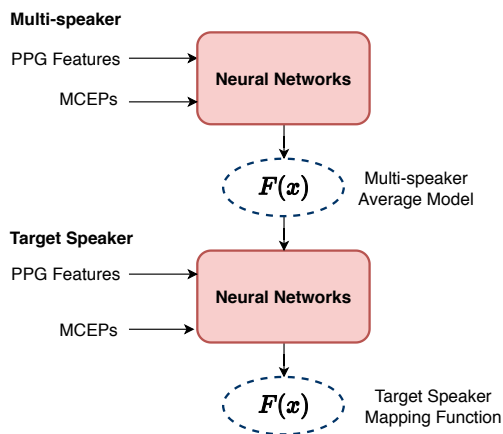 Multi-speaker
PPG Features
MCEPs
Neural Networks
F(x)
Multi-speaker
Average Model
Target Speaker
PPG Features
MCEPs
Neural Networks
F(x)
Target Speaker
Mapping Function